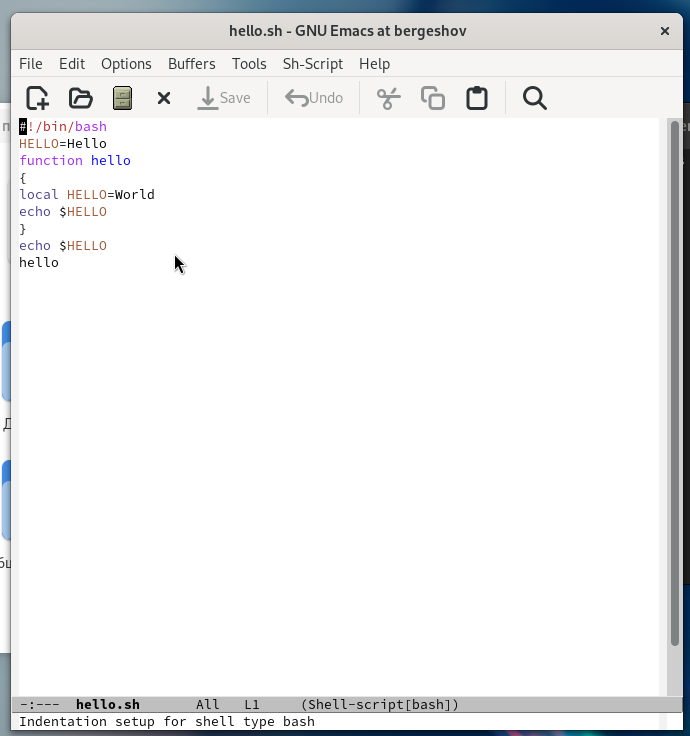 hello.sh - GNU Emacs at bergeshov
File Edit Options Buffers Tools Sh-Script Help
Save Undo
#!/bin/bash
HELLO=Hello
function hello
{
local HELLO=World
echo $HELLO
}
echo $HELLO
hello
-:--- hello.sh All L1 (Shell-script[bash])
Indentation setup for shell type bash